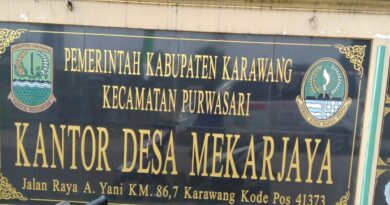 PEMERINTAH KABUPATEN KARAWANG
KECAMATAN PURWASARI
KANTOR DESA MEKARJAYA
Jalan Raya A. Yani KM. 86,7 Karawang Kode Pos 41373